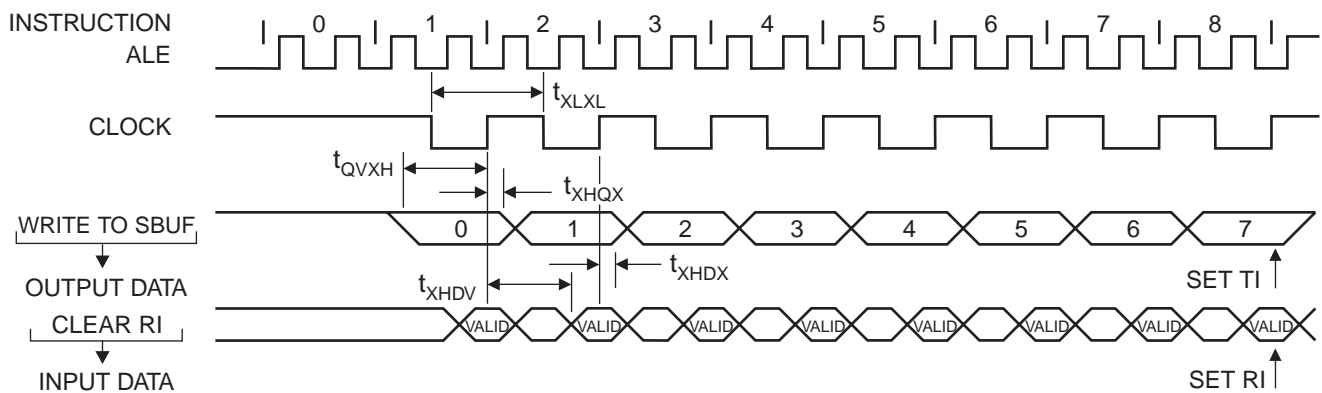 INSTRUCTION 0 1 2 3 4 5 6 7 8
ALE
tXLXL
CLOCK
tQVXH
tXHQX
WRITE TO SBUF 0 1 2 3 4 5 6 7
tXHDX
SET TI
OUTPUT DATA
tXHDV
CLEAR RI VALID VALID VALID VALID VALID VALID VALID VALID
INPUT DATA SET RI